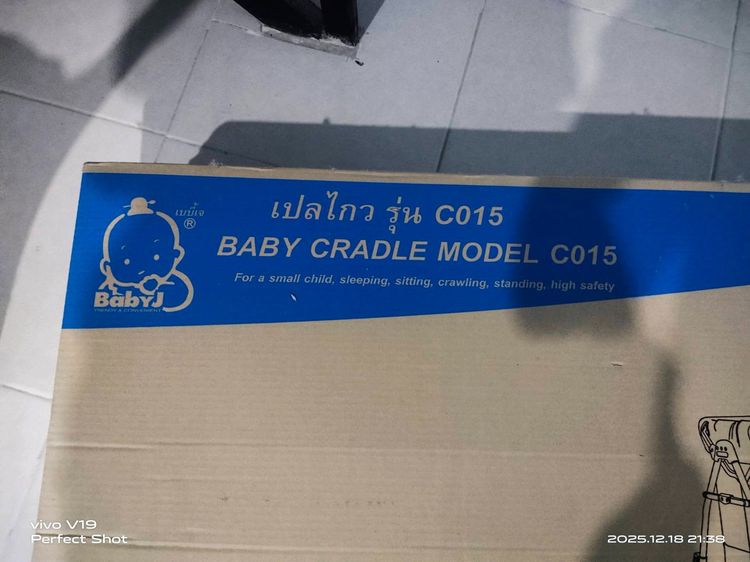 เบบี้เจ
®
เปลไกว รุ่น C015
BABY CRADLE MODEL C015
For a small child, sleeping, sitting, crawling, standing, high safety
BabyJ
TRENDY & CONVENIENT
vivo V19
Perfect Shot
2025.12.18 21:38